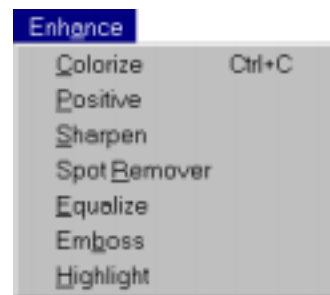 Enhance
Colorize Ctrl+C
Positive
Sharpen
Spot Remover
Equalize
Emboss
Highlight